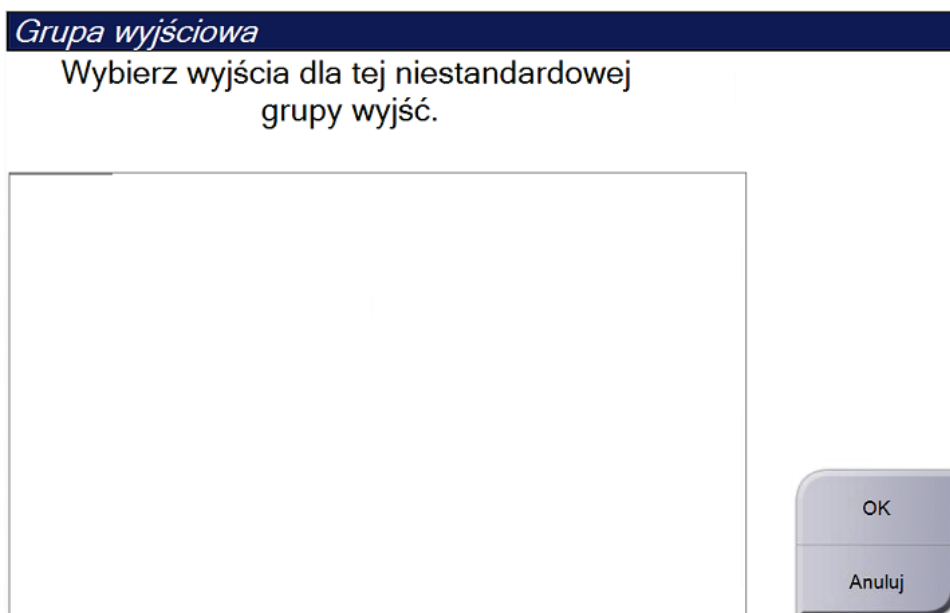 Grupa wyjściowa
Wybierz wyjścia dla tej niestandardowej
grupy wyjść.
OK
Anuluj